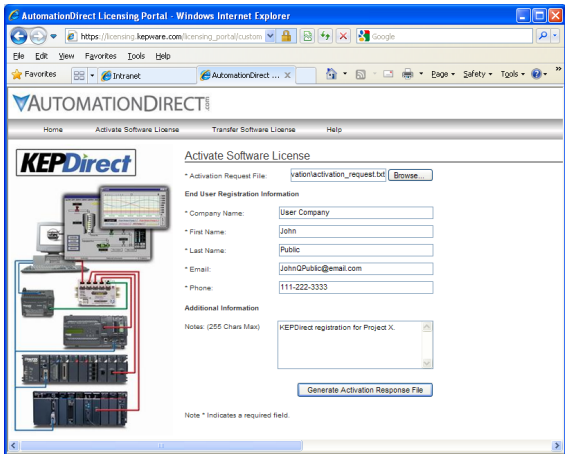 AutomationDirect Licensing Portal - Windows Internet Explorer
https://licensing.kepware.com/licensing_portal/custom
Google
File Edit View Favorites Tools Help
Favorites Intranet AutomationDirect ... X Page Safety Tools »
AUTOMATIONDIRECT.com
Home Activate Software License Transfer Software License Help
KEPDirect
Activate Software License
* Activation Request File: vation\activation_request.txt Browse...
End User Registration Information
* Company Name: User Company
* First Name: John
* Last Name: Public
* Email: JohnQPublic@email.com
* Phone: 111-222-3333
Additional Information
Notes: (255 Chars Max) KEPDirect registration for Project X.
Generate Activation Response File
Note * Indicates a required field.